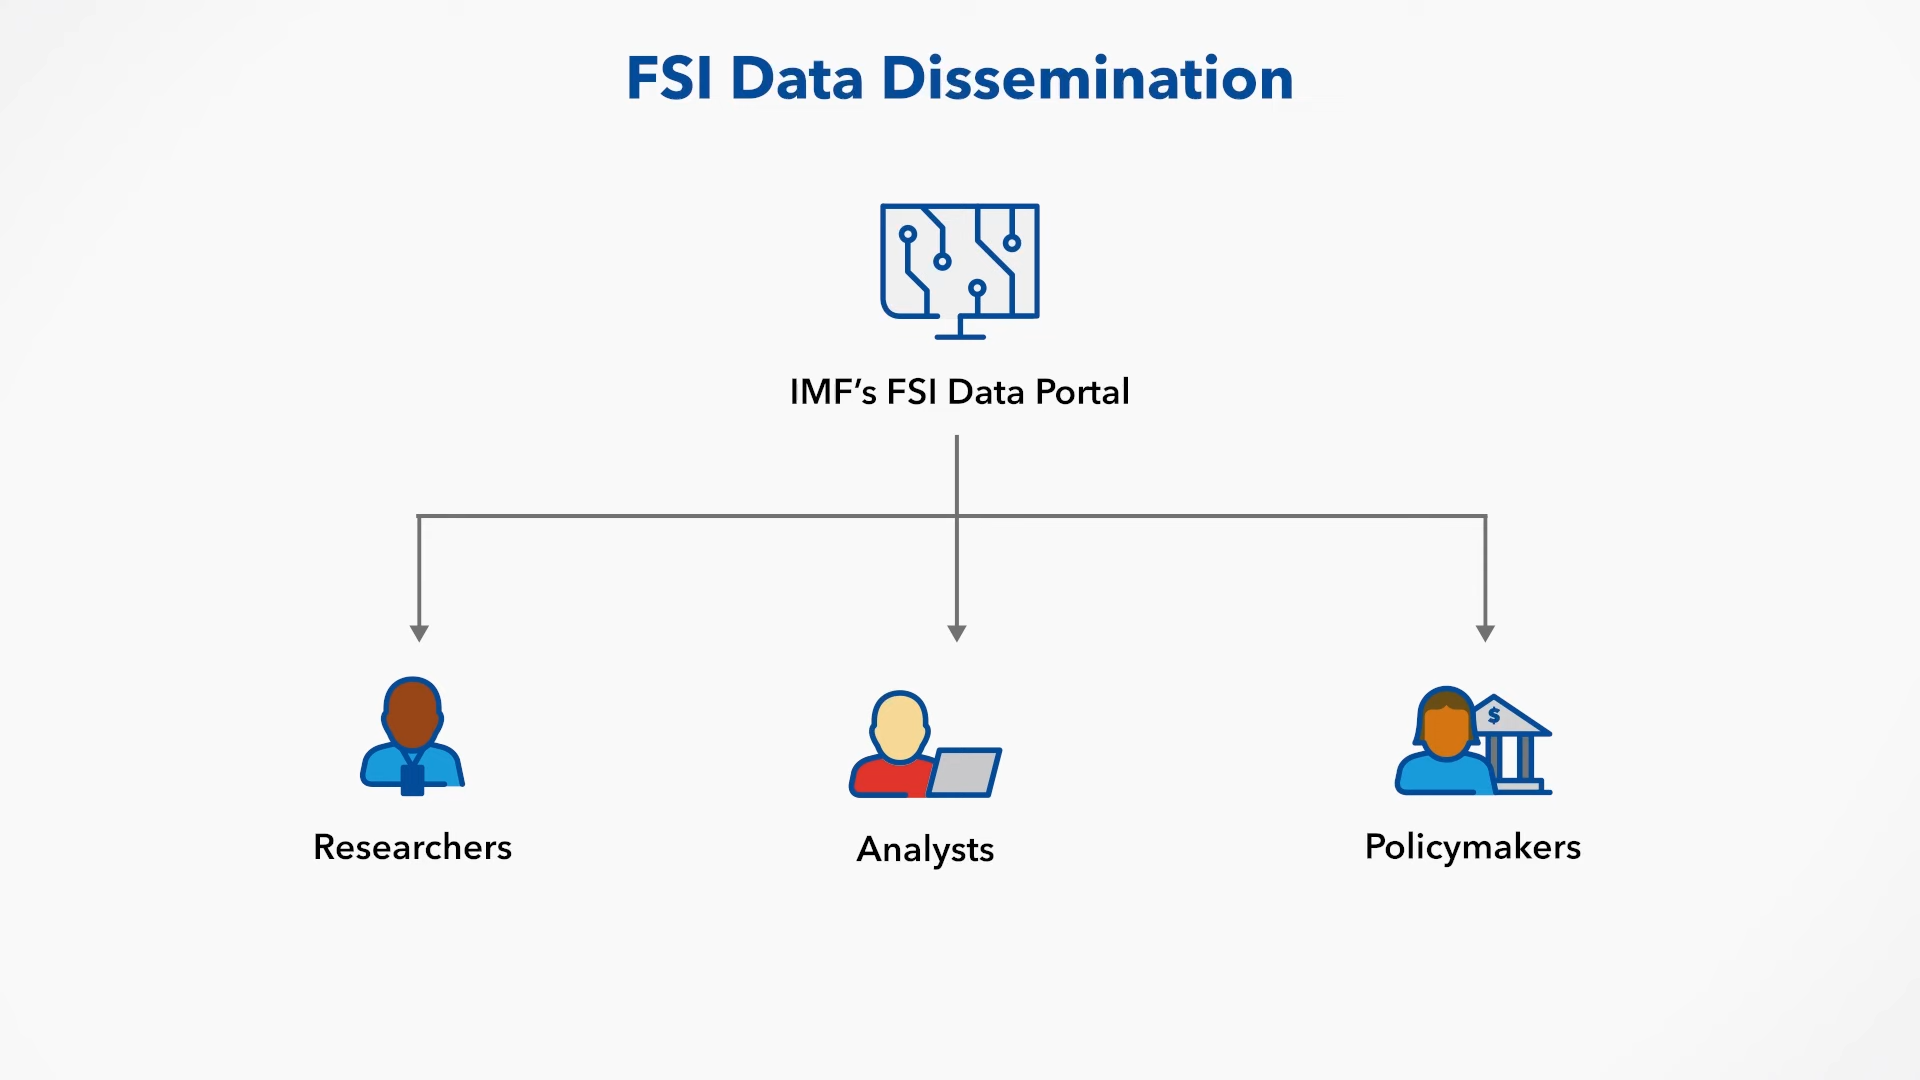 FSI Data Dissemination
IMF’s FSI Data Portal
Researchers
Analysts
$
Policymakers